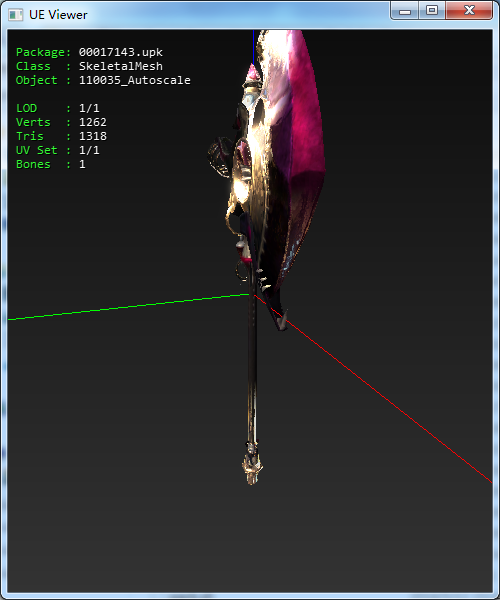 UE Viewer
Package: 00017143.upk
Class  : SkeletalMesh
Object : 110035_Autoscale
LOD    : 1/1
Verts  : 1262
Tris   : 1318
UV Set : 1/1
Bones  : 1